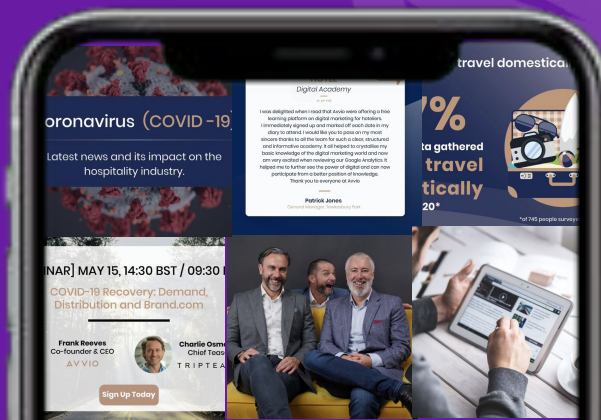 oronavirus (COVID -19)
Latest news and its impact on the
hospitality industry.
Digital Academy
I was delighted when I read that Avvio were offering a free
learning platform on digital marketing for hoteliers.
I immediately signed up and marked off each date in my
diary to attend. I would like you to pass on my most
sincere thanks to all the team for such a clear, structured
and informative academy. It all helped to crystallise my
basic knowledge of the digital marketing world and now
am very excited when reviewing our Google Analytics. It
helped me to further see the power of digital and can now
participate from a better position of knowledge.
Thank you to everyone at Avvio
Patrick Jones
General Manager, Tewkesbury Park
travel domestical
7%
ta gathered
travel
tically
20*
*of 745 people surveye
INAR] MAY 15, 14:30 BST / 09:30
COVID-19 Recovery: Demand,
Distribution and Brand.com
Frank Reeves
Co-founder & CEO
AVVIO
Charlie Osm
Chief Teas
TRIPTEA
Sign Up Today